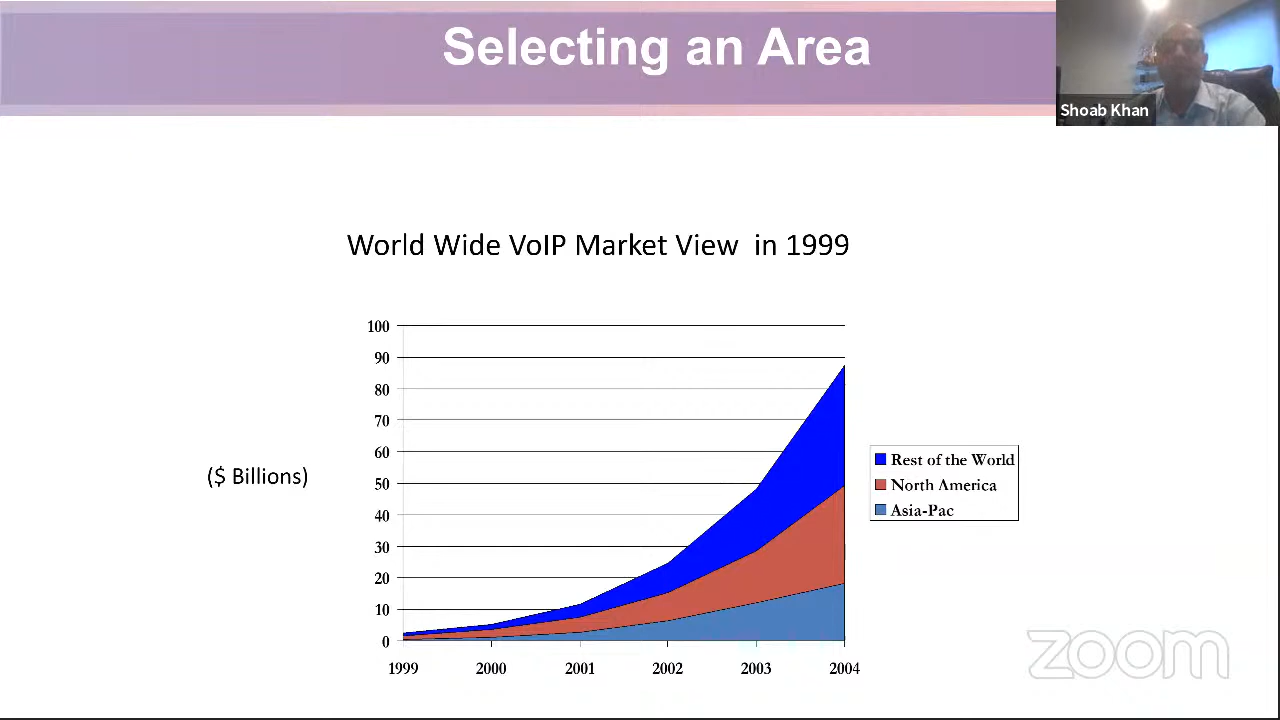 Selecting an Area
Shoab Khan
World Wide VoIP Market View in 1999
100
90
80
70
60
50
40
30
20
10
0
($ Billions)
1999 2000 2001 2002 2003 2004
Rest of the World
North America
Asia-Pac
zoom